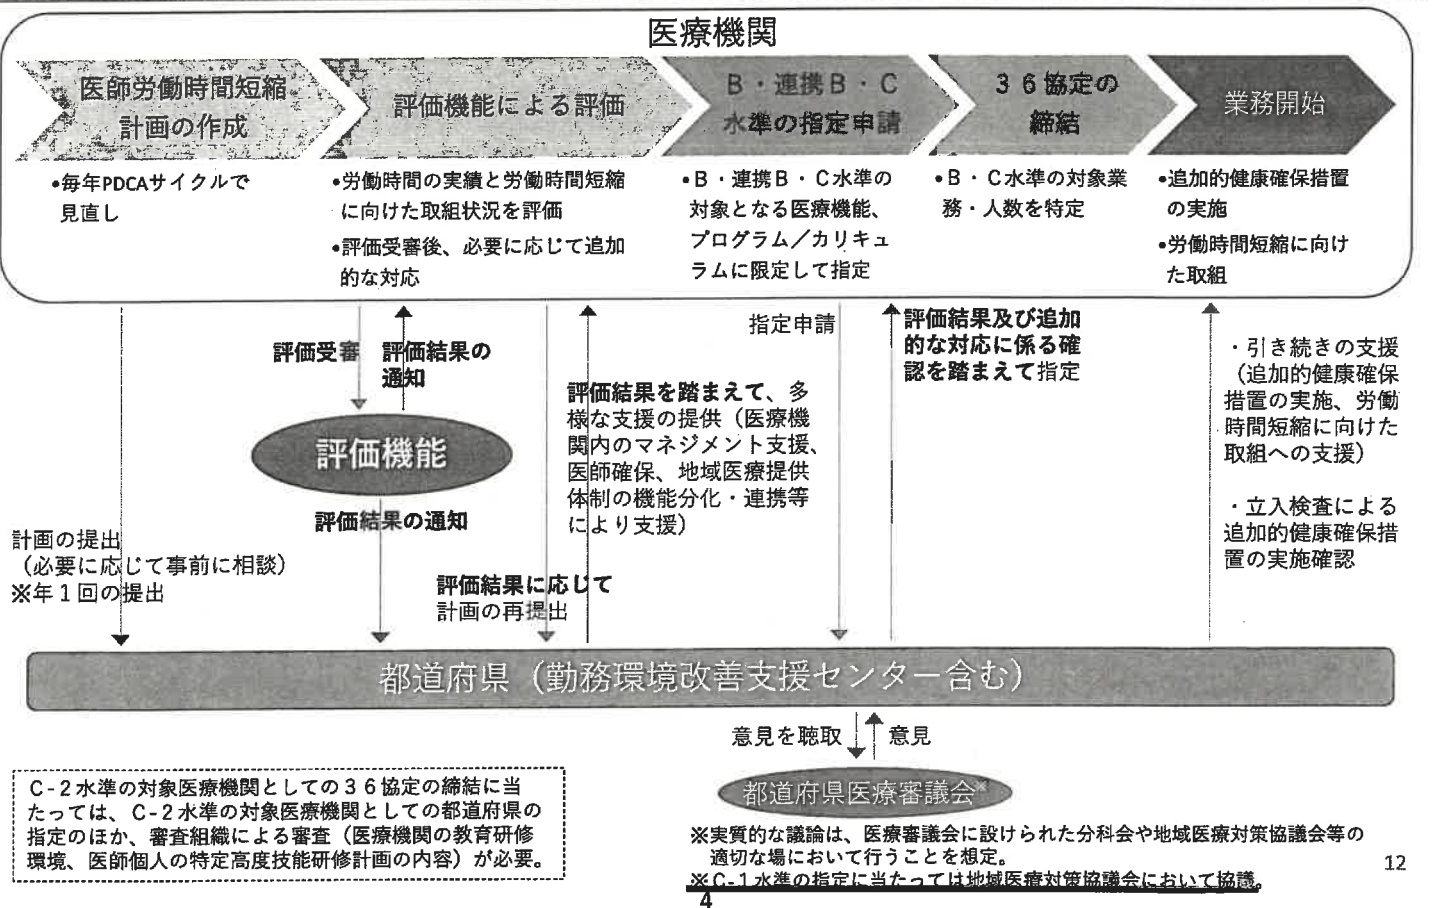 医療機関
医師労働時間短縮
計画の作成
評価機能による評価
B・連携B・C
水準の指定申請
36協定の
締結
業務開始
•毎年PDCAサイクルで
見直し
•労働時間の実績と労働時間短縮
に向けた取組状況を評価
•評価受審後、必要に応じて追加
的な対応
•B・連携B・C水準の
対象となる医療機能、
プログラム／カリキュ
ラムに限定して指定
•B・C水準の対象業
務・人数を特定
•追加的健康確保措置
の実施
•労働時間短縮に向け
た取組
計画の提出
（必要に応じて事前に相談）
※年１回の提出
評価受審
評価結果の
通知
評価機能
評価結果の通知
評価結果に応じて
計画の再提出
評価結果を踏まえて、多
様な支援の提供（医療機
関内のマネジメント支援、
医師確保、地域医療提供
体制の機能分化・連携等
により支援）
指定申請
評価結果及び追加
的な対応に係る確
認を踏まえて指定
・引き続きの支援
（追加的健康確保
措置の実施、労働
時間短縮に向けた
取組への支援）
・立入検査による
追加的健康確保措
置の実施確認
都道府県（勤務環境改善支援センター含む）
意見を聴取
意見
都道府県医療審議会※
C-２水準の対象医療機関としての３６協定の締結に当
たっては、C-２水準の対象医療機関としての都道府県の
指定のほか、審査組織による審査（医療機関の教育研修
環境、医師個人の特定高度技能研修計画の内容）が必要。
※実質的な議論は、医療審議会に設けられた分科会や地域医療対策協議会等の
適切な場において行うことを想定。
※C-１水準の指定に当たっては地域医療対策協議会において協議。
12
4